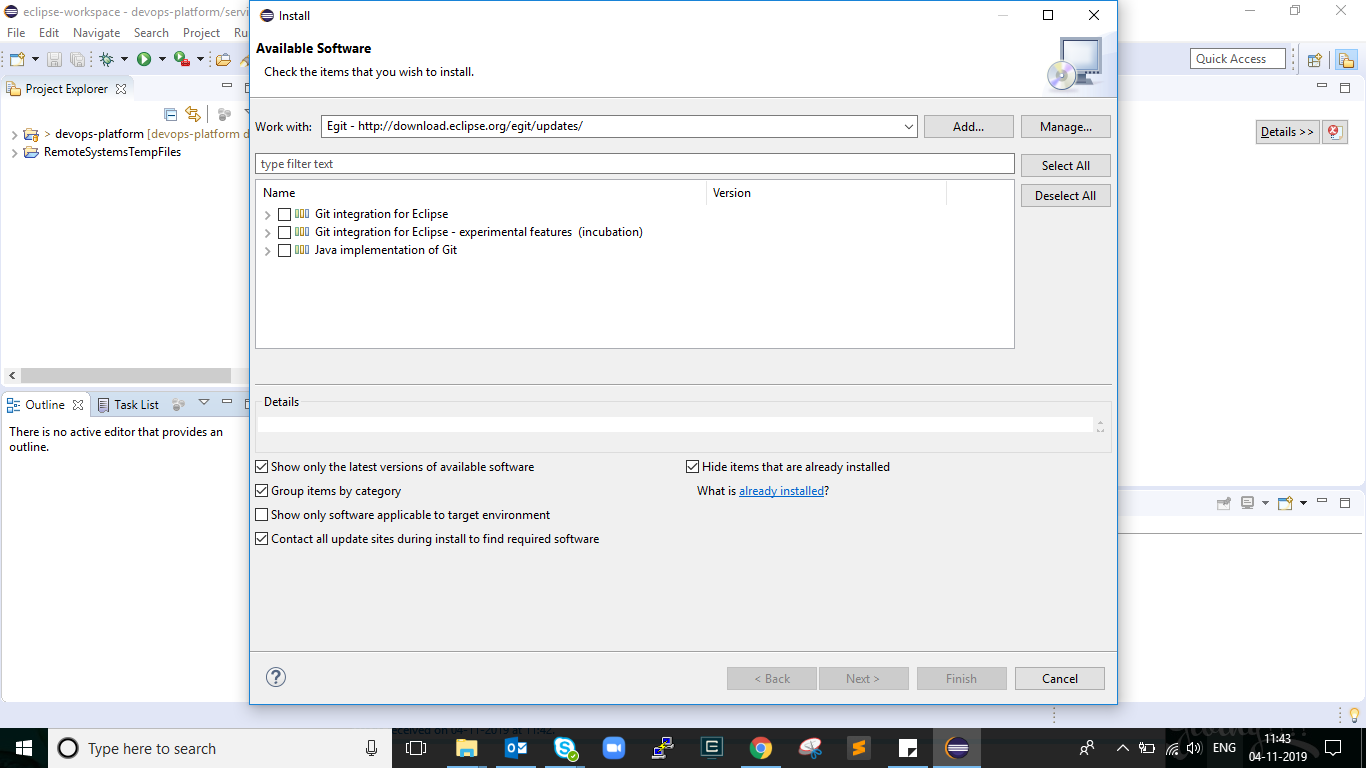 eclipse-workspace - devops-platform/servi
Install
File Edit Navigate Search Project Ru
Available Software
Check the items that you wish to install.
Quick Access
Project Explorer
Work with: Egit - http://download.eclipse.org/egit/updates/ Add... Manage...
> devops-platform [devops-platform d
RemoteSystemsTempFiles
Details >>
type filter text
Select All
Name Version
Deselect All
Git integration for Eclipse
Git integration for Eclipse - experimental features (incubation)
Java implementation of Git
Outline Task List
There is no active editor that provides an
outline.
Details
Show only the latest versions of available software
Hide items that are already installed
Group items by category
What is already installed?
Show only software applicable to target environment
Contact all update sites during install to find required software
?
< Back Next > Finish Cancel
eceived on 04-11-2019 at 11:42.
Type here to search
ENG
11:43
04-11-2019